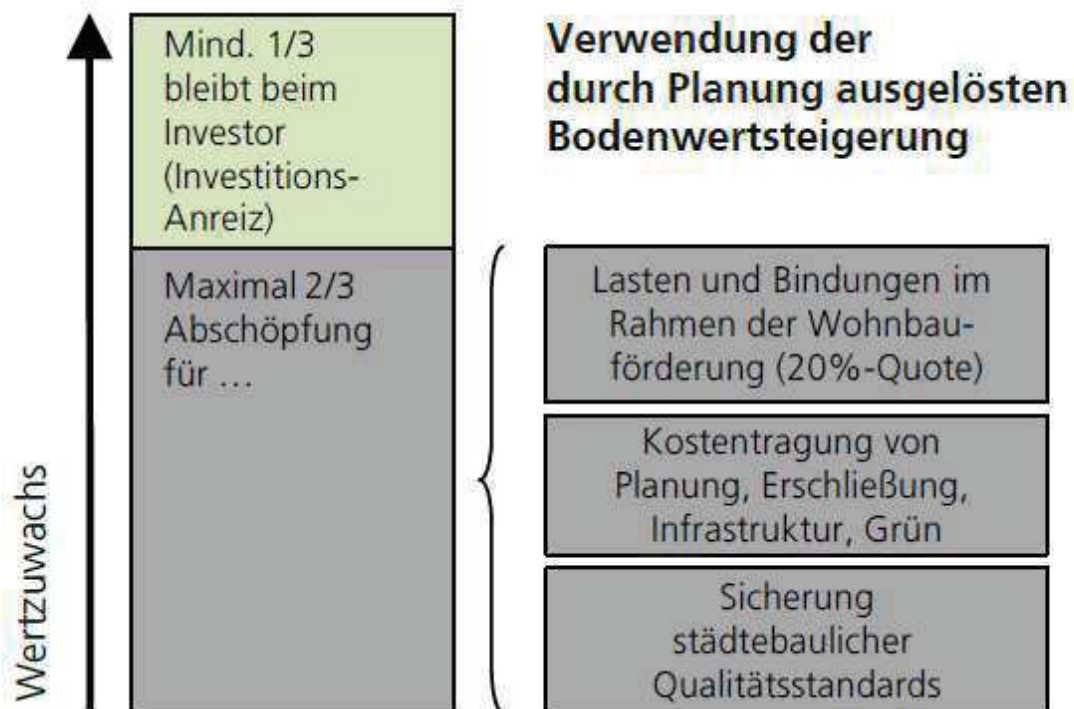 Verwendung der
durch Planung ausgelösten
Bodenwertsteigerung
Mind. 1/3
bleibt beim
Investor
(Investitions-
Anreiz)
Maximal 2/3
Abschöpfung
für ...
Lasten und Bindungen im
Rahmen der Wohnbau-
förderung (20%-Quote)
Kostentragung von
Planung, Erschließung,
Infrastruktur, Grün
Sicherung
städtebaulicher
Qualitätsstandards
Wertzuwachs